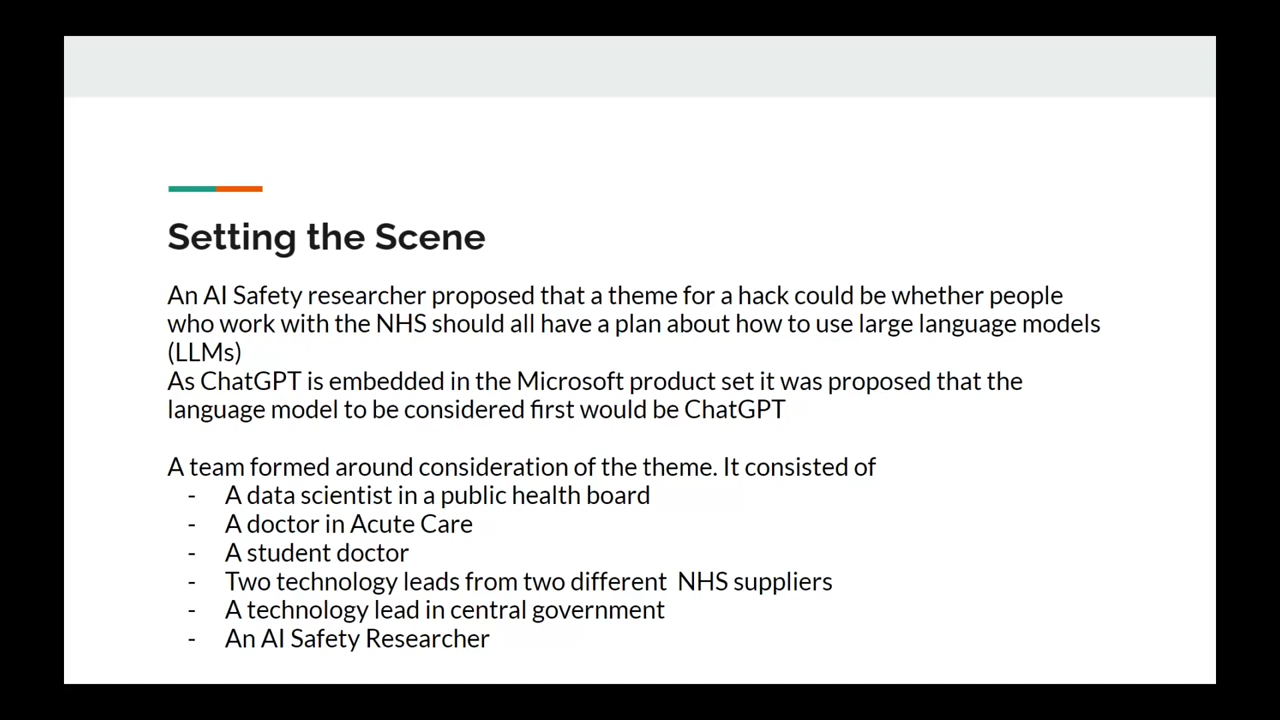 Setting the Scene
An AI Safety researcher proposed that a theme for a hack could be whether people
who work with the NHS should all have a plan about how to use large language models
(LLMs)
As ChatGPT is embedded in the Microsoft product set it was proposed that the
language model to be considered first would be ChatGPT
A team formed around consideration of the theme. It consisted of
- A data scientist in a public health board
- A doctor in Acute Care
- A student doctor
- Two technology leads from two different  NHS suppliers
- A technology lead in central government
- An AI Safety Researcher